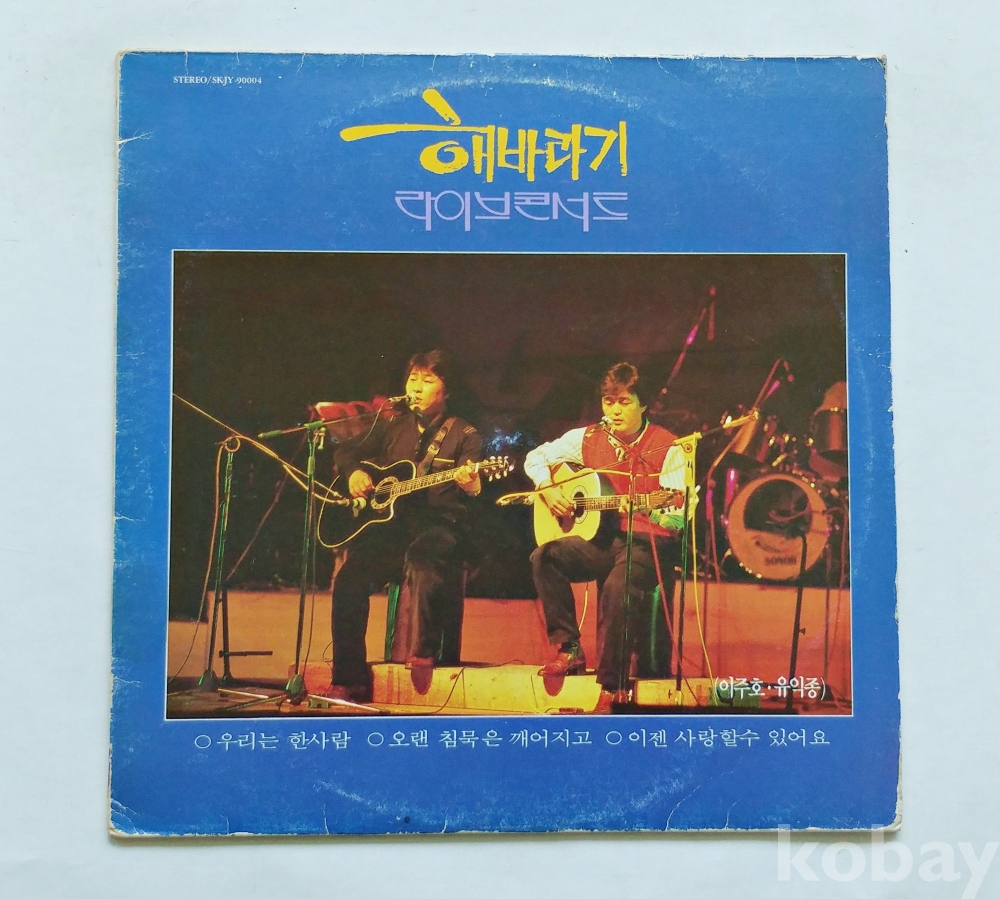 STEREO/SKJY-90004
해바라기
라이브콘서트
SONOR
(이주호·유익종)
○ 우리는 한사람 ○ 오랜 침묵은 깨어지고 ○ 이젠 사랑할수 있어요
kobay